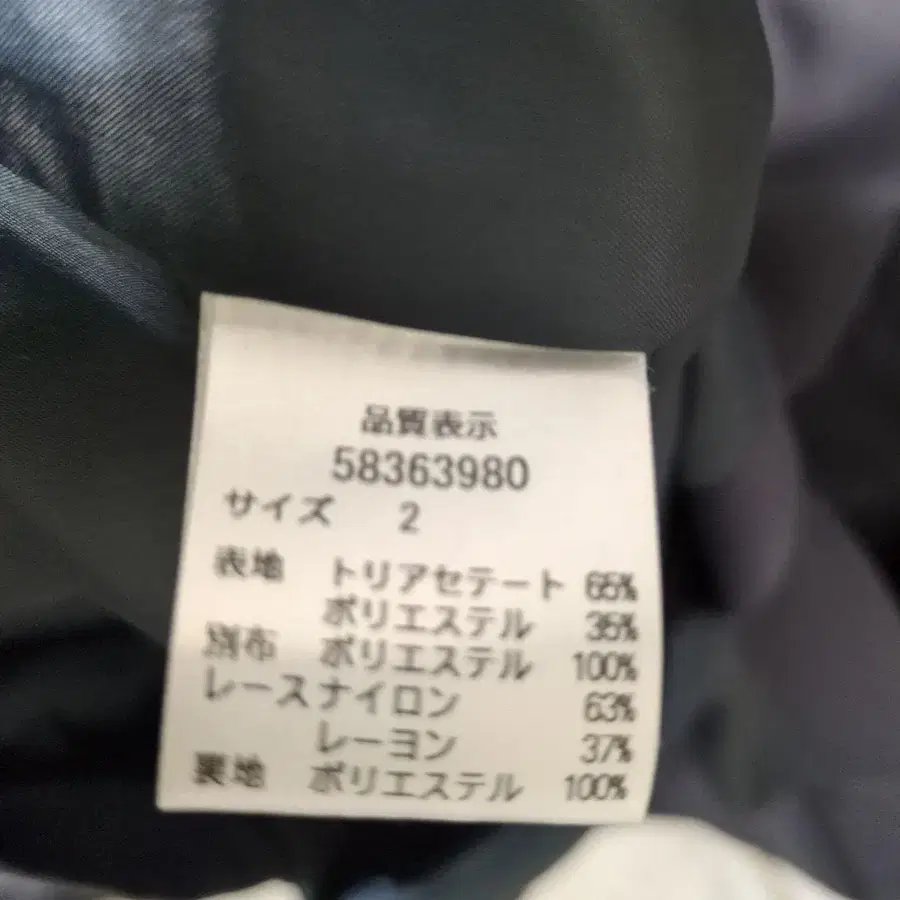 品質表示
58363980
サイズ 2
表地 トリアセテート 65%
ポリエステル 35%
別布 ポリエステル 100%
レースナイロン 63%
レーヨン 37%
裏地 ポリエステル 100%